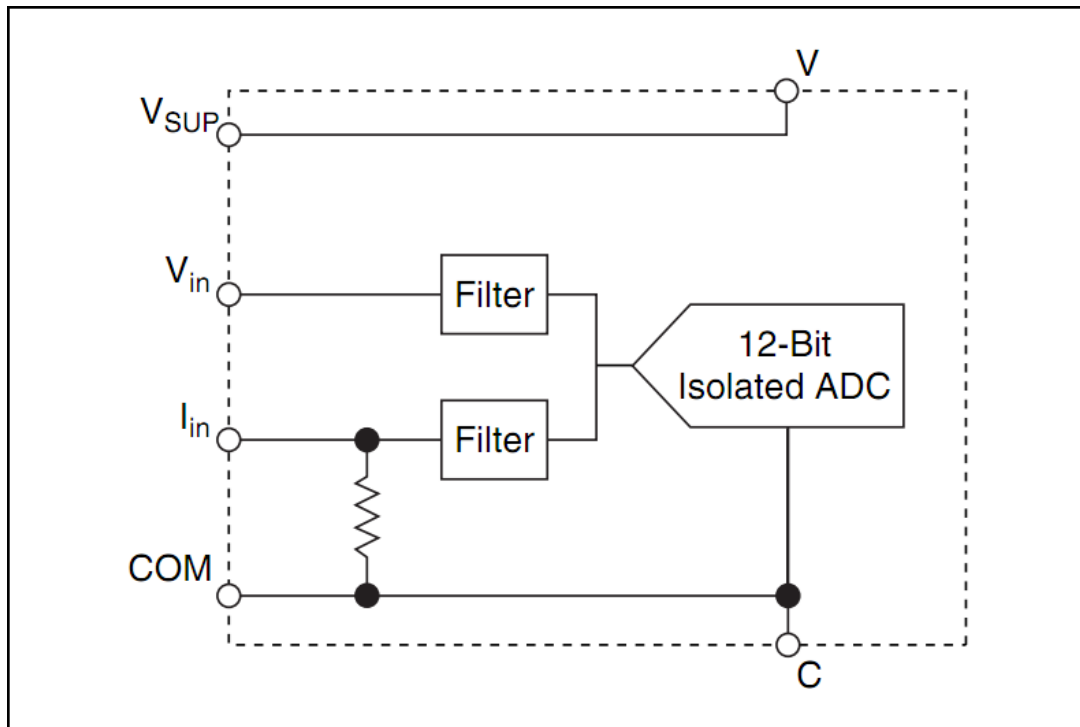 V
VSUP
Vin
Filter
12-Bit
Isolated ADC
Iin
Filter
COM
C